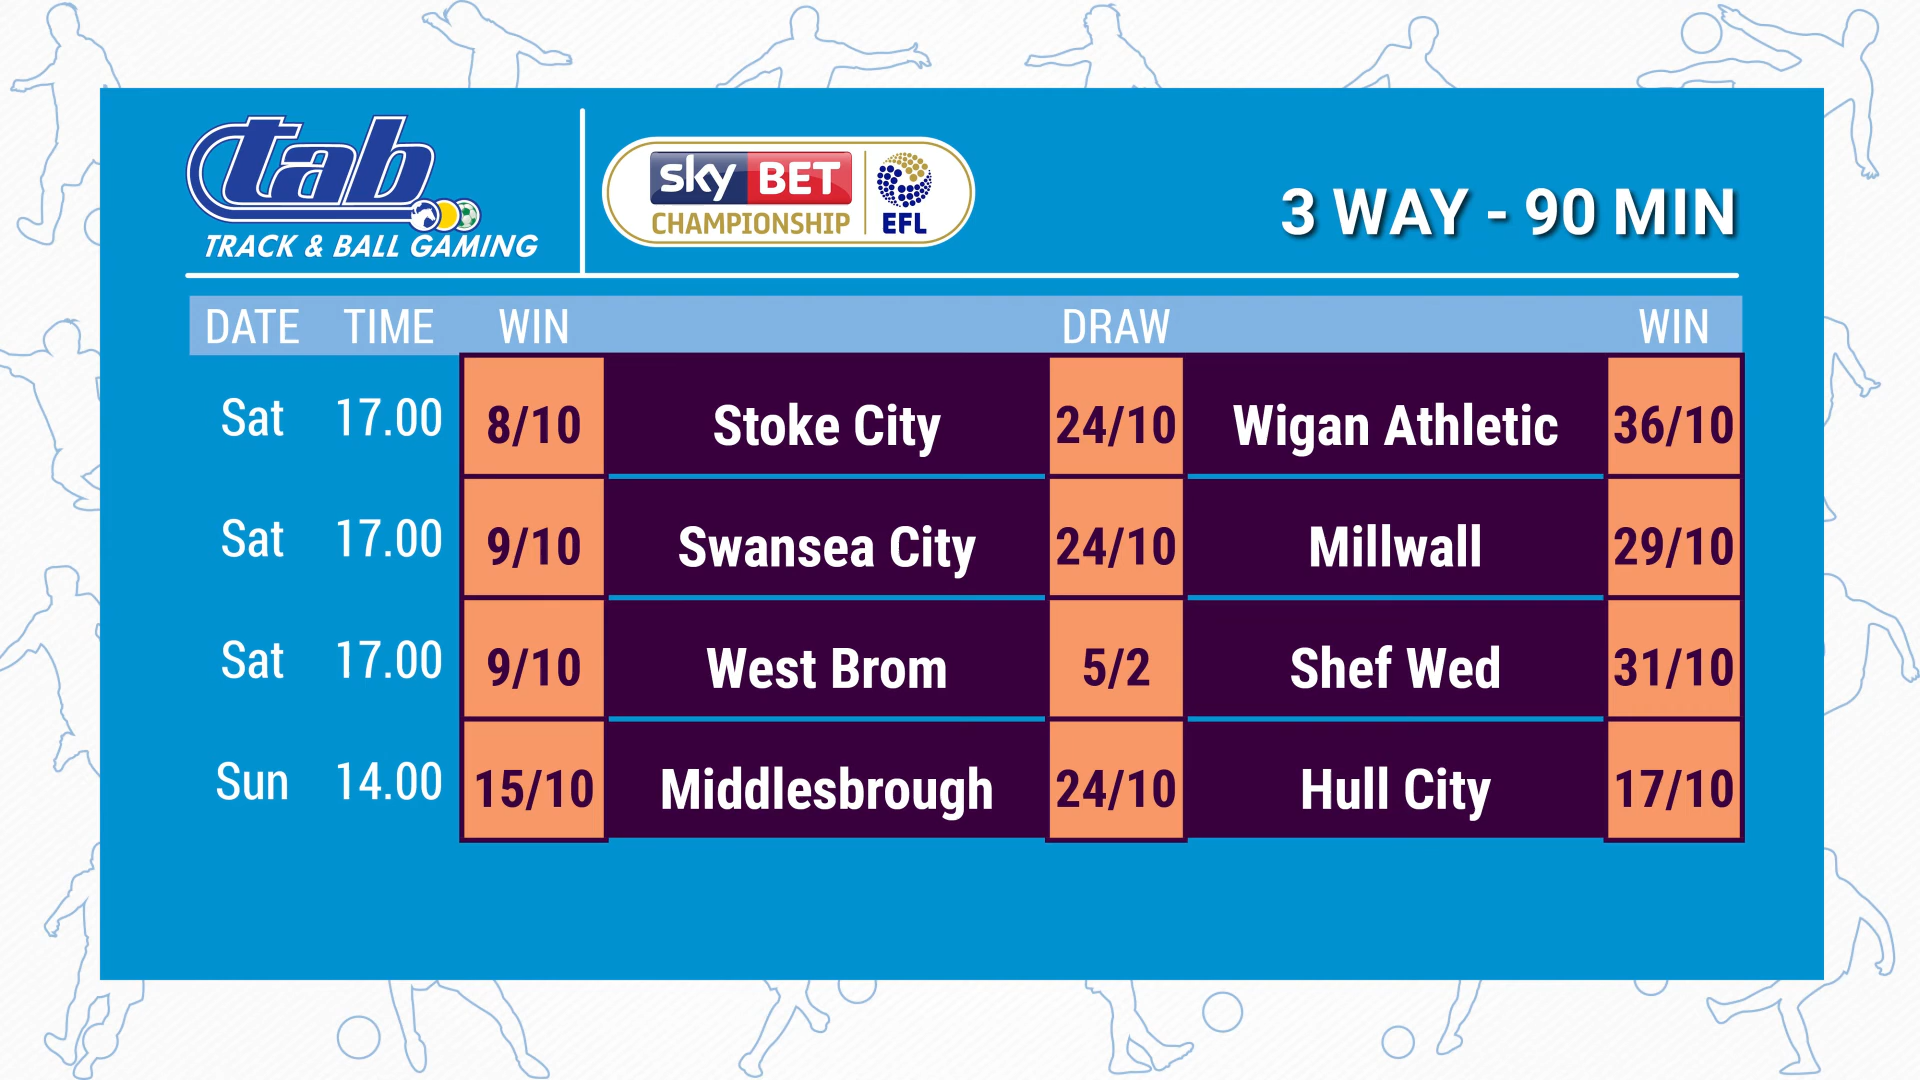 tab
TRACK & BALL GAMING
sky BET
CHAMPIONSHIP
EFL
3 WAY - 90 MIN
DATE TIME WIN DRAW WIN
Sat 17.00 8/10 Stoke City 24/10 Wigan Athletic 36/10
Sat 17.00 9/10 Swansea City 24/10 Millwall 29/10
Sat 17.00 9/10 West Brom 5/2 Shef Wed 31/10
Sun 14.00 15/10 Middlesbrough 24/10 Hull City 17/10